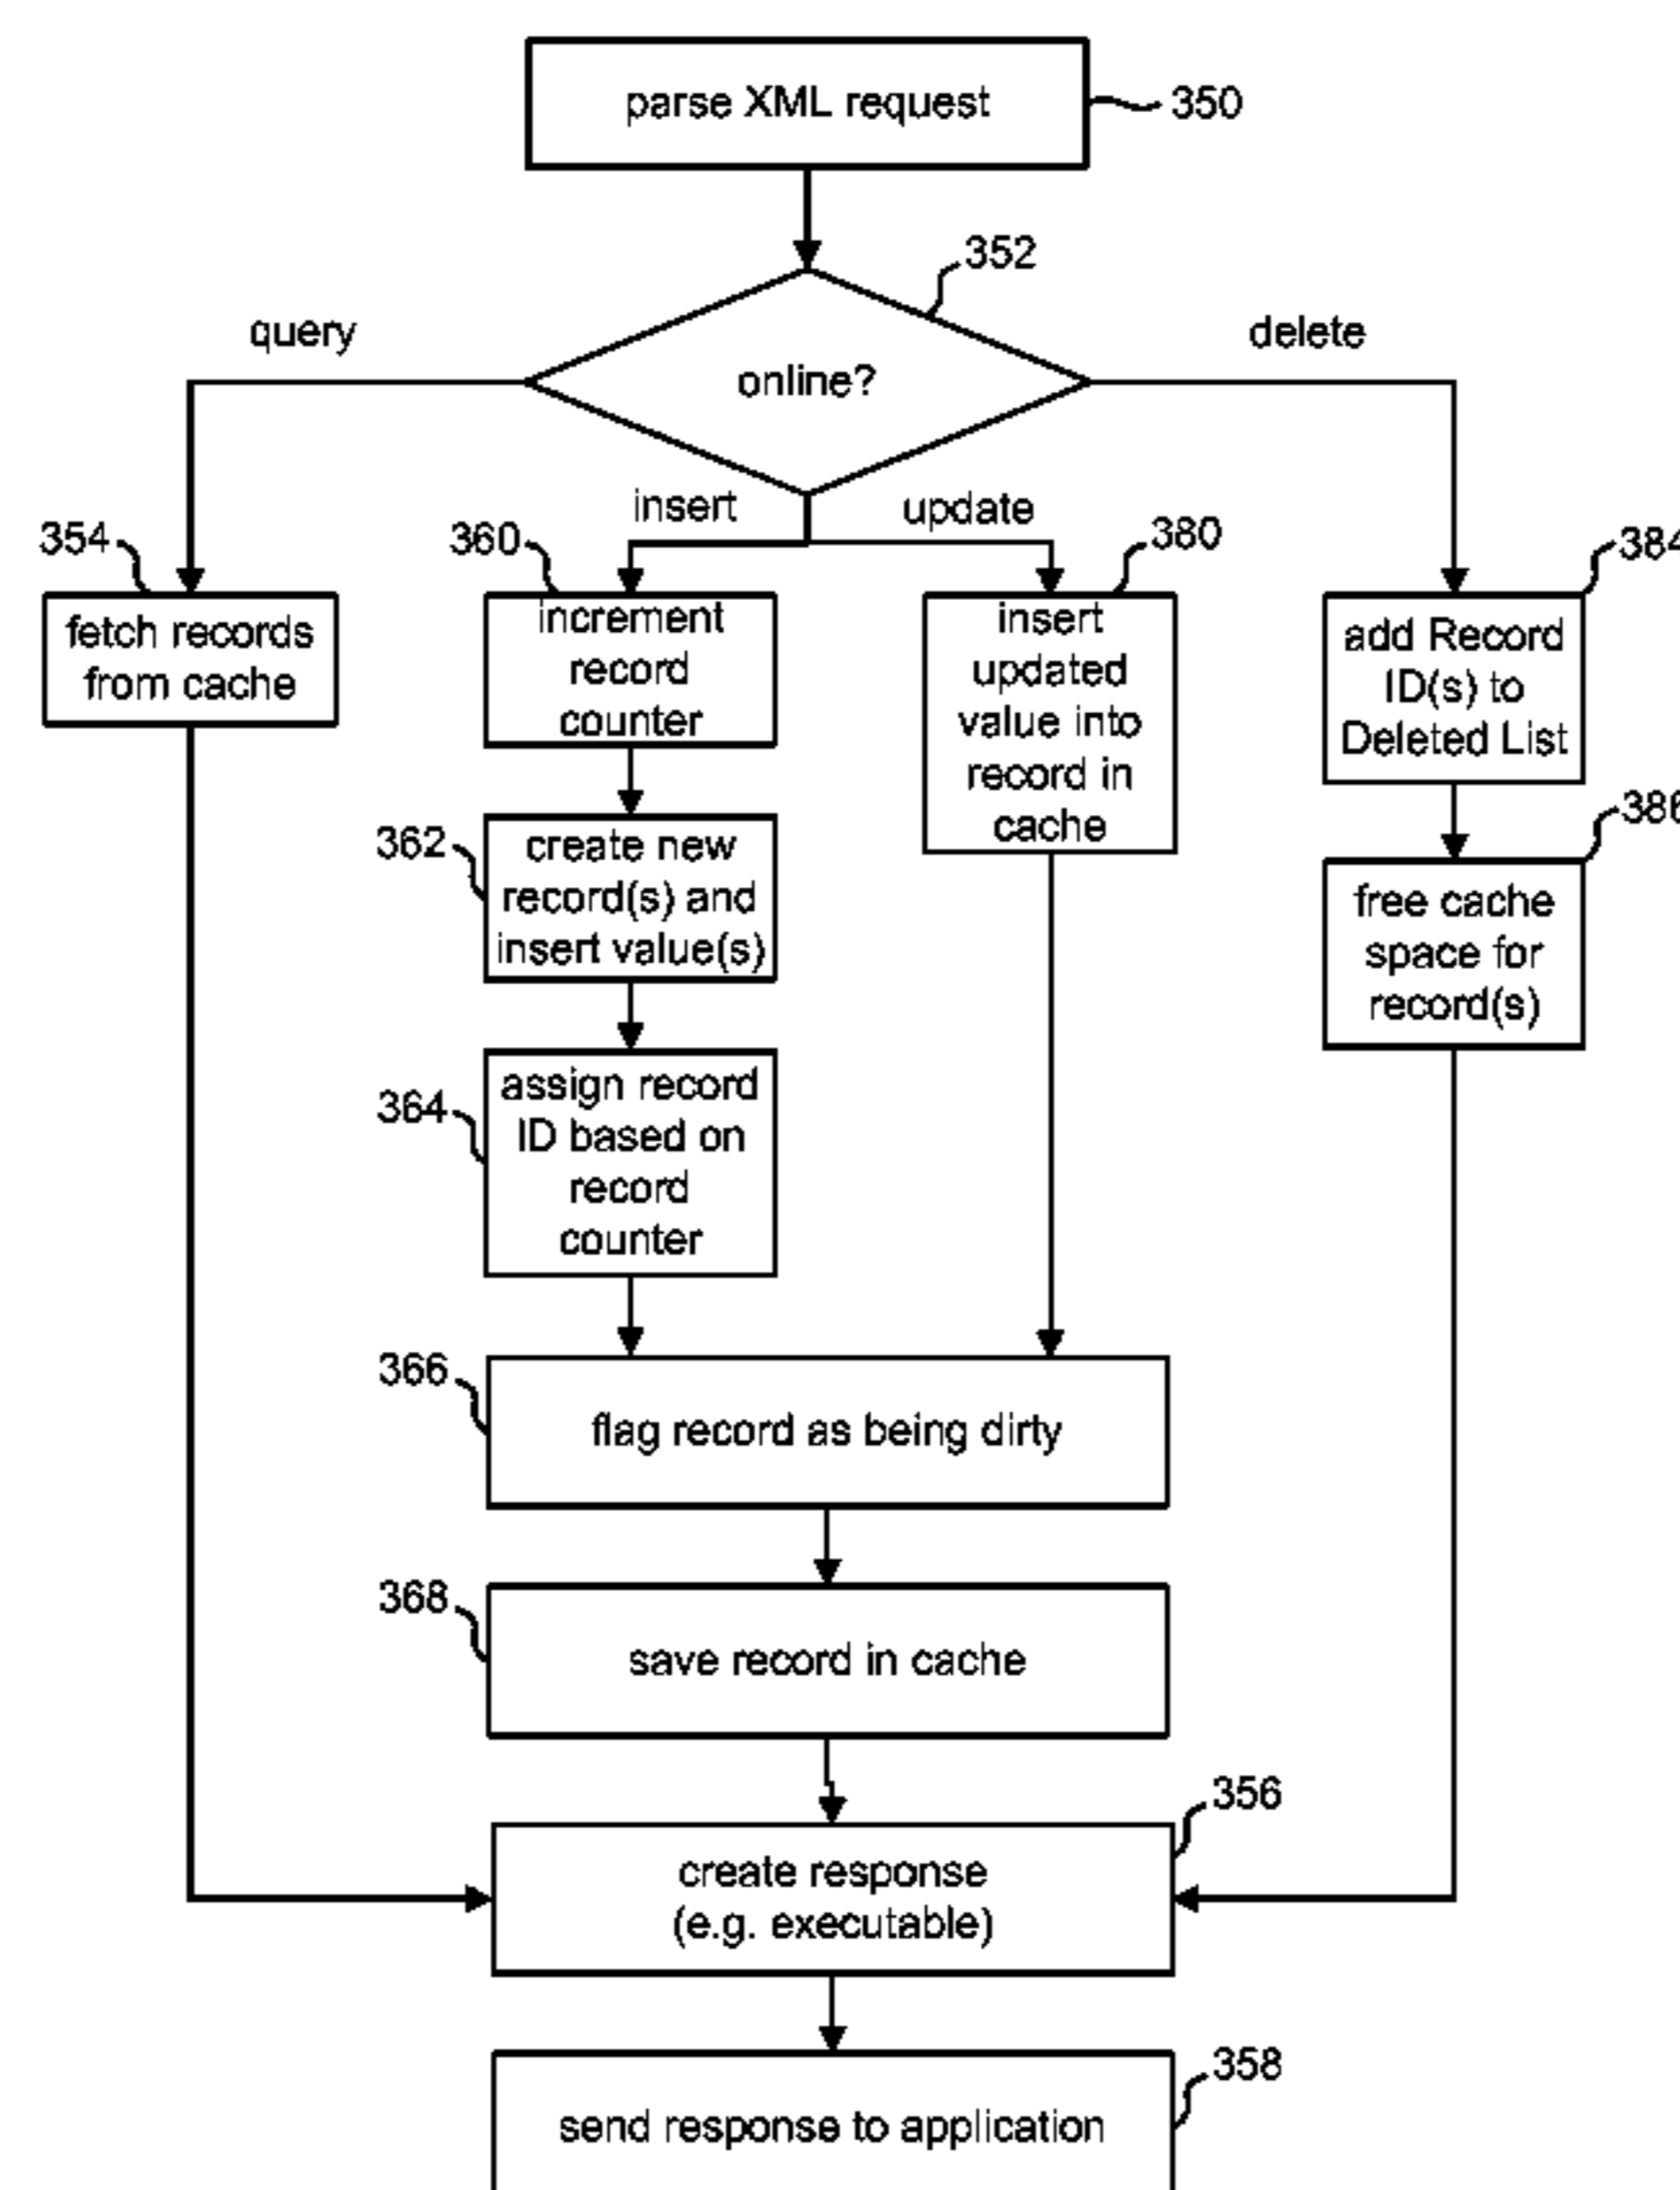 parse XML request
350
352
query
online?
delete
insert
update
354
360
380
384
fetch records
from cache
increment
record
counter
insert
updated
value into
record in
cache
add Record
ID(s) to
Deleted List
386
362
create new
record(s) and
insert value(s)
free cache
space for
record(s)
364
assign record
ID based on
record
counter
366
flag record as being dirty
368
save record in cache
356
create response
(e.g. executable)
358
send response to application